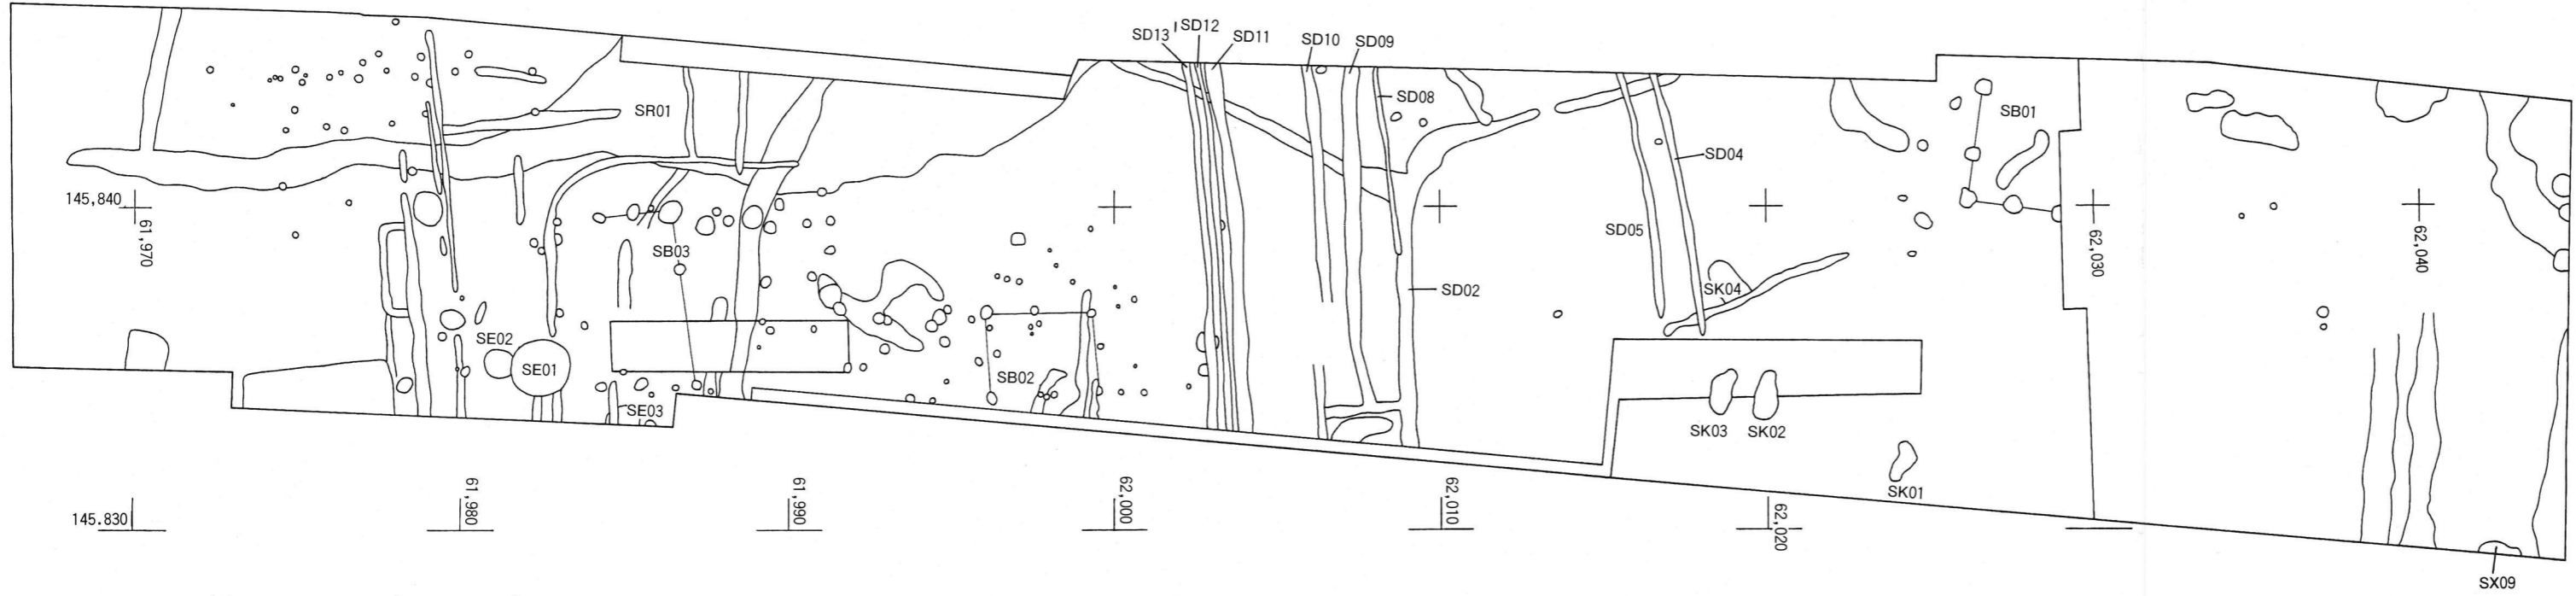 SD12
SD13
SD11
SD10
SD09
SD08
SR01
SB01
SD04
145,840
61,970
SB03
SD05
62,030
62,040
SD02
SK04
SE02
SE01
SB02
SE03
SK03
SK02
SK01
145.830
61,980
61,990
62,000
62,010
62,020
SX09